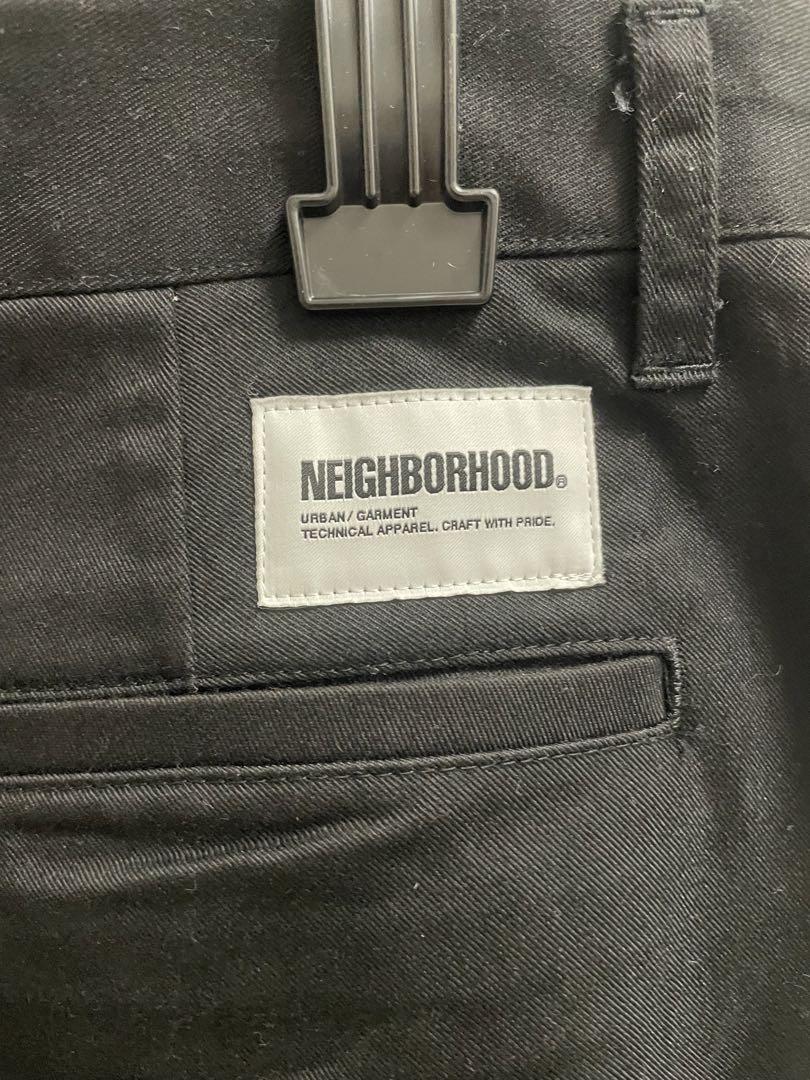 NEIGHBORHOOD®
URBAN/ GARMENT
TECHNICAL APPAREL. CRAFT WITH PRIDE.